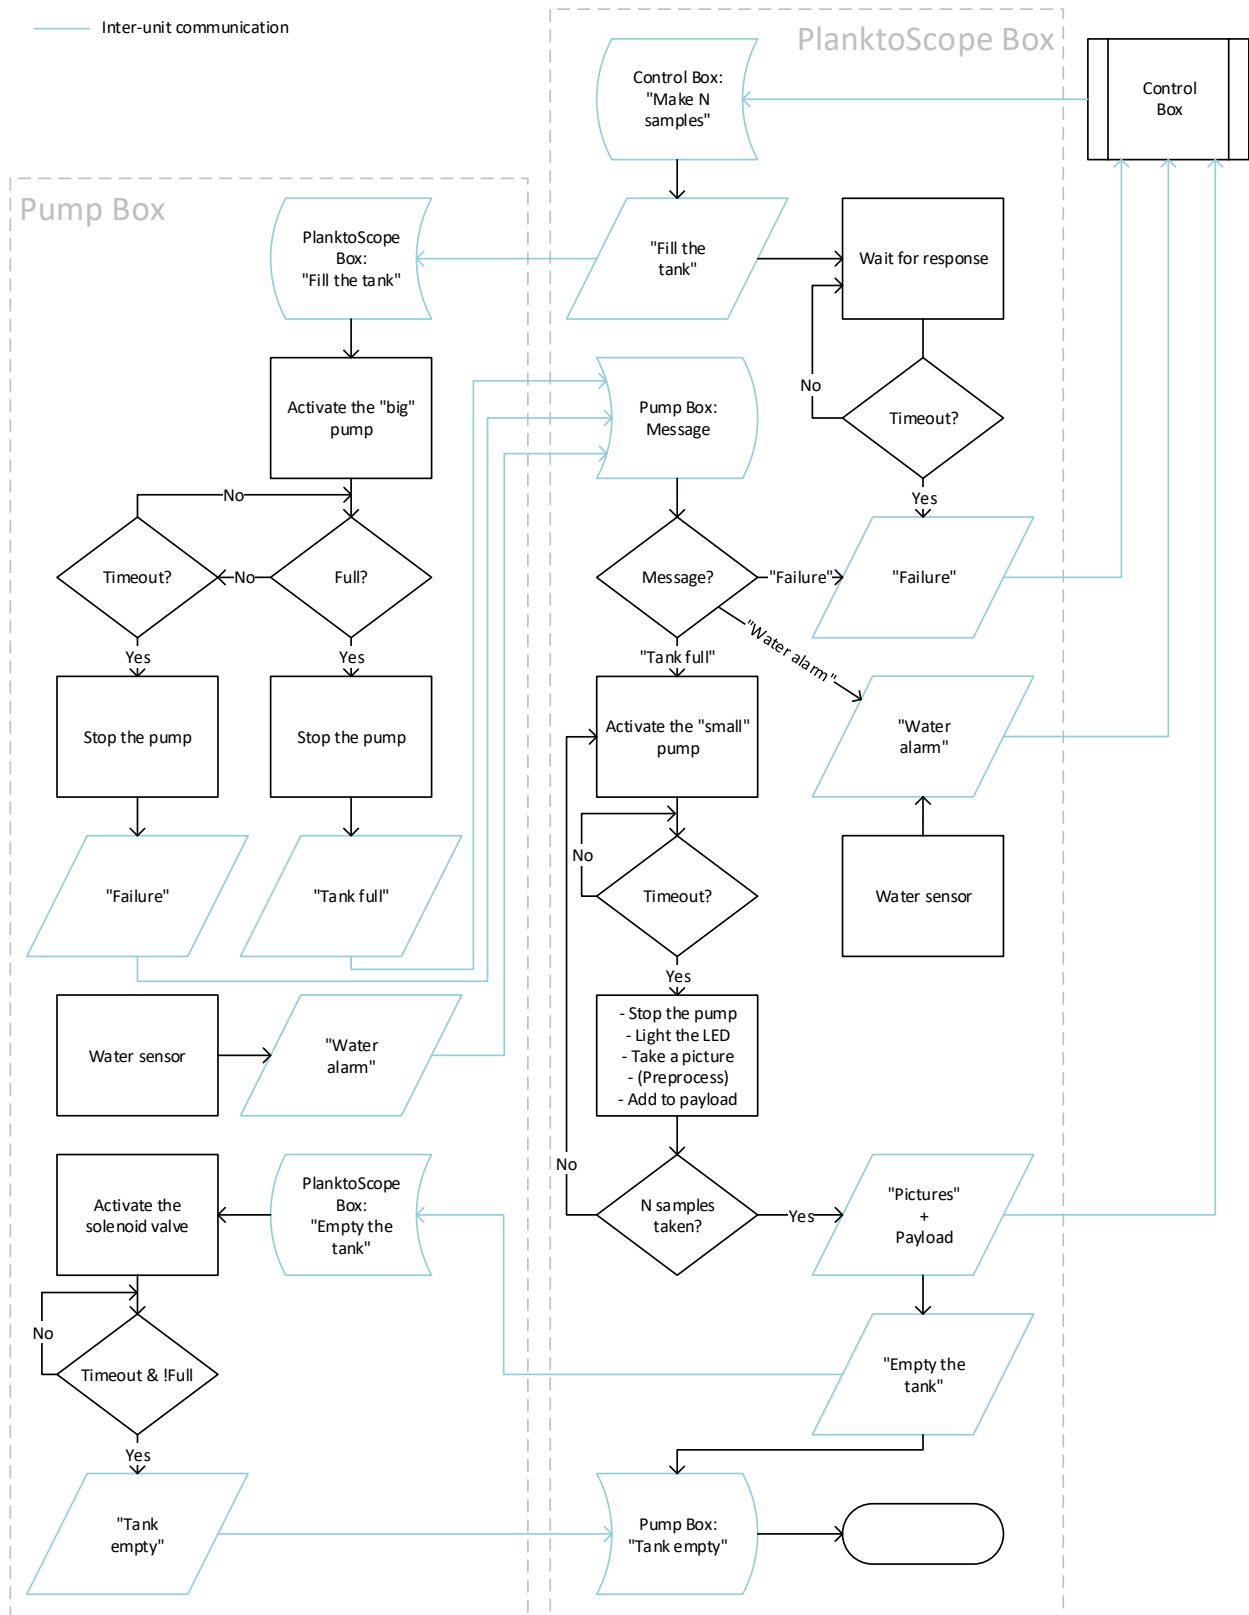 Inter-unit communication
PlanktoScope Box
Control Box:
"Make N
samples"
Control
Box
Pump Box
PlanktoScope
Box:
"Fill the tank"
"Fill the
tank"
Wait for response
Activate the "big"
pump
Pump Box:
Message
No
Timeout?
No
Yes
Timeout?
No
Full?
Message?
"Failure"
"Failure"
Yes
Yes
"Tank full"
"Water alarm"
Stop the pump
Stop the pump
Activate the "small"
pump
"Water
alarm"
No
"Failure"
"Tank full"
Timeout?
Water sensor
Yes
Water sensor
"Water
alarm"
- Stop the pump
- Light the LED
- Take a picture
- (Preprocess)
- Add to payload
No
Activate the
solenoid valve
PlanktoScope
Box:
"Empty the
tank"
N samples
taken?
Yes
"Pictures"
+
Payload
No
Timeout & !Full
"Empty the
tank"
Yes
"Tank
empty"
Pump Box:
"Tank empty"